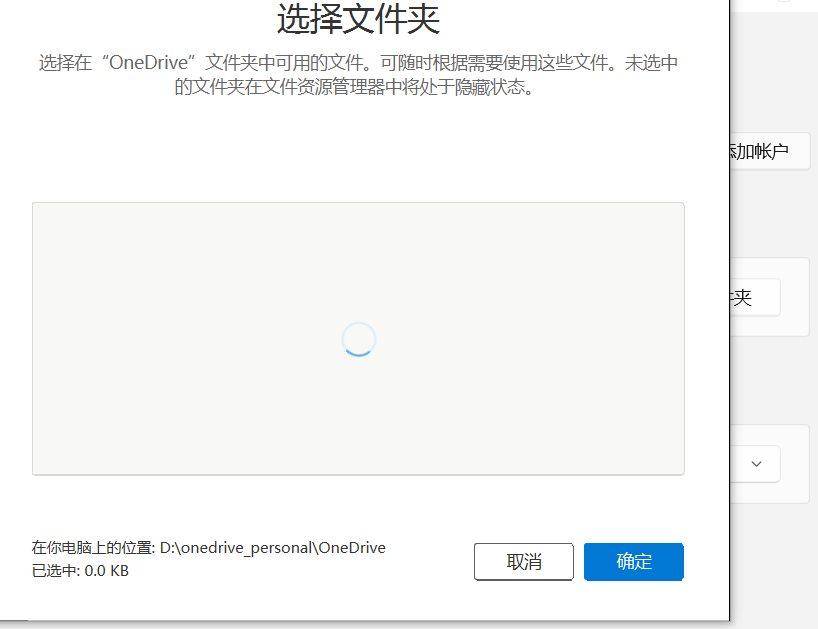 选择文件夹
选择在“OneDrive”文件夹中可用的文件。可随时根据需要使用这些文件。未选中
的文件夹在文件资源管理器中将处于隐藏状态。
添加帐户
夹
在你电脑上的位置: D:\onedrive_personal\OneDrive
已选中: 0.0 KB
取消
确定